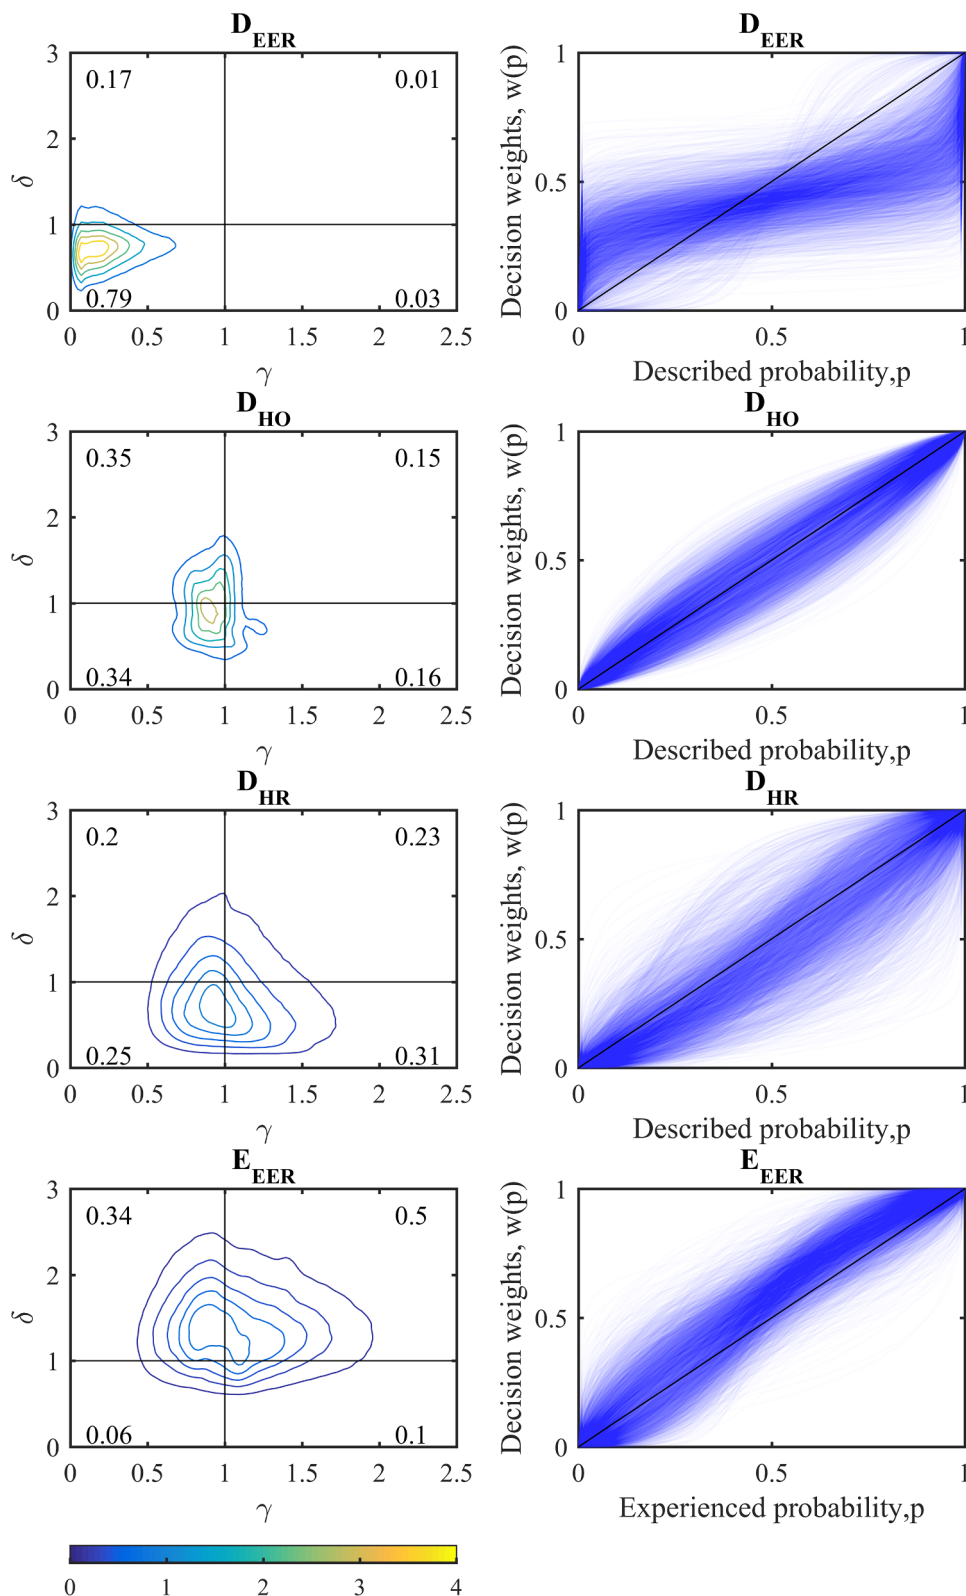 D_EER
3
2
1
0
δ
0.17
0.01
0.79
0.03
0 0.5 1 1.5 2 2.5
γ
D_EER
Decision weights, w(p)
1
0.5
0
0 0.5 1
Described probability,p
D_HO
3
2
1
0
δ
0.35
0.15
0.34
0.16
0 0.5 1 1.5 2 2.5
γ
D_HO
Decision weights, w(p)
1
0.5
0
0 0.5 1
Described probability,p
D_HR
3
2
1
0
δ
0.2
0.23
0.25
0.31
0 0.5 1 1.5 2 2.5
γ
D_HR
Decision weights, w(p)
1
0.5
0
0 0.5 1
Described probability,p
E_EER
3
2
1
0
δ
0.34
0.5
0.06
0.1
0 0.5 1 1.5 2 2.5
γ
E_EER
Decision weights, w(p)
1
0.5
0
0 0.5 1
Experienced probability,p
0 1 2 3 4